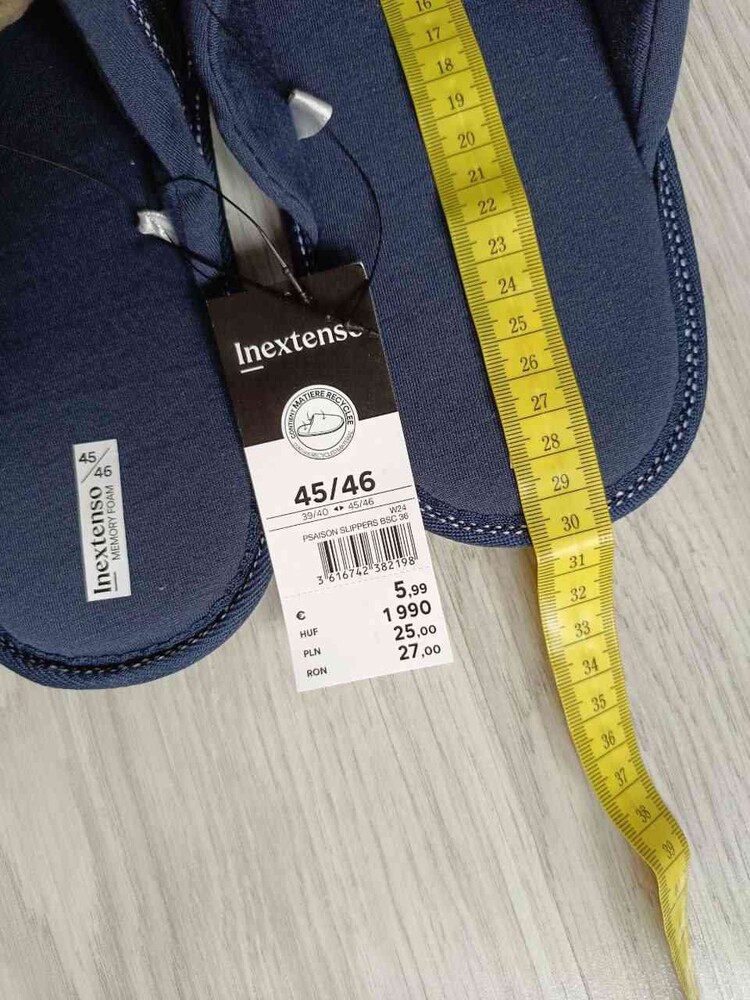 16
17
18
19
20
21
22
23
24
25
26
27
28
29
30
31
32
33
34
35
36
37
38
39
Inextenso
CONTIENT MATIERE RECYCLEE
45/46
39/40 ◄► 45/46
W24
PSAISON SLIPPERS BSC 36
3 616742 382198
€ 5,99
HUF 1 990
PLN 25,00
RON 27,00
45/46
Inextenso
MEMORY FOAM